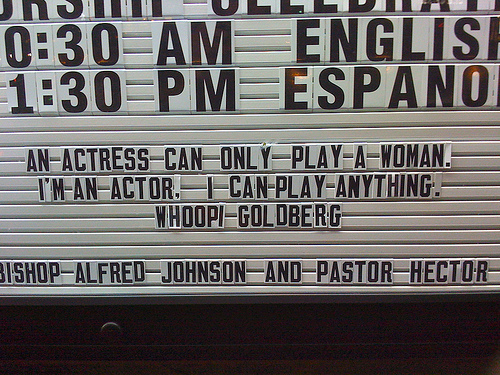 0:30 AM ENGLIS
1:30 PM ESPANO
AN ACTRESS CAN ONLY PLAY A WOMAN.
I'M AN ACTOR, I CAN PLAY ANYTHING.
WHOOPI GOLDBERG
BISHOP ALFRED JOHNSON AND PASTOR HECTOR